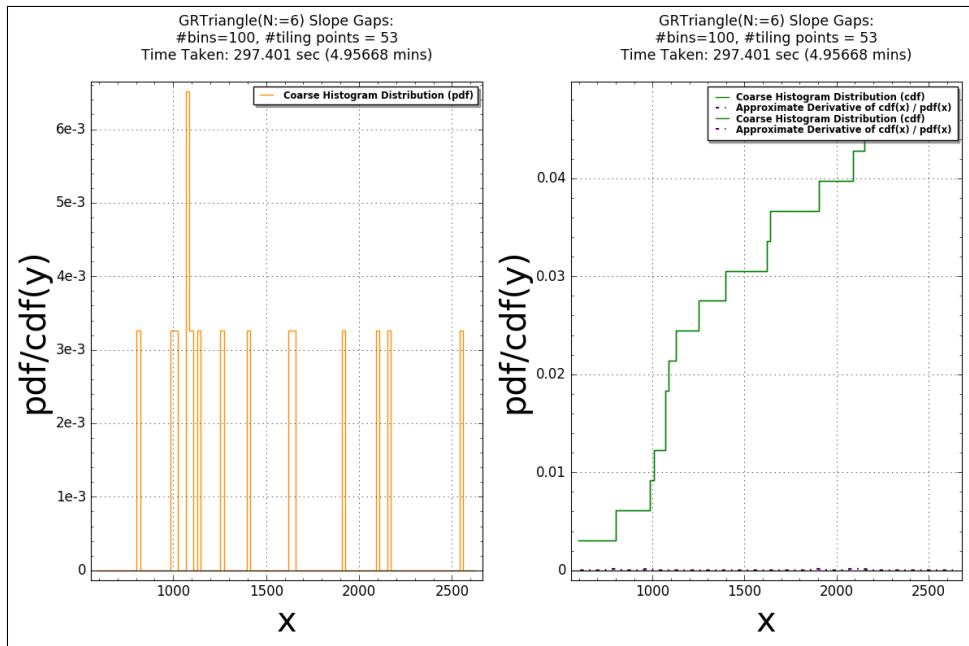 GRTriangle(N:=6) Slope Gaps:
#bins=100, #tiling points = 53
Time Taken: 297.401 sec (4.95668 mins)
Coarse Histogram Distribution (pdf)
6e-3
5e-3
4e-3
3e-3
2e-3
1e-3
0
pdf/cdf(y)
1000
1500
2000
2500
x
GRTriangle(N:=6) Slope Gaps:
#bins=100, #tiling points = 53
Time Taken: 297.401 sec (4.95668 mins)
Coarse Histogram Distribution (cdf)
Approximate Derivative of cdf(x) / pdf(x)
Coarse Histogram Distribution (cdf)
Approximate Derivative of cdf(x) / pdf(x)
0.04
0.03
0.02
0.01
0
pdf/cdf(y)
1000
1500
2000
2500
x